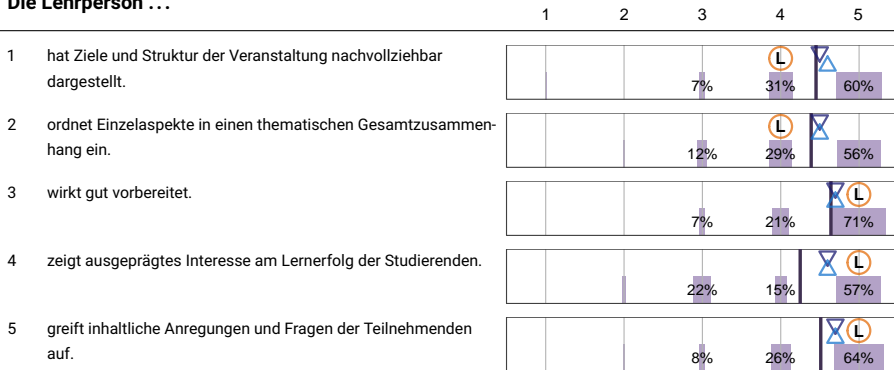 Die Lehrperson ...
1 2 3 4 5
1 hat Ziele und Struktur der Veranstaltung nachvollziehbar
dargestellt.
L
7% 31% 60%
2 ordnet Einzelaspekte in einen thematischen Gesamtzusammen-
hang ein.
L
12% 29% 56%
3 wirkt gut vorbereitet.
L
7% 21% 71%
4 zeigt ausgeprägtes Interesse am Lernerfolg der Studierenden.
L
22% 15% 57%
5 greift inhaltliche Anregungen und Fragen der Teilnehmenden
auf.
L
8% 26% 64%